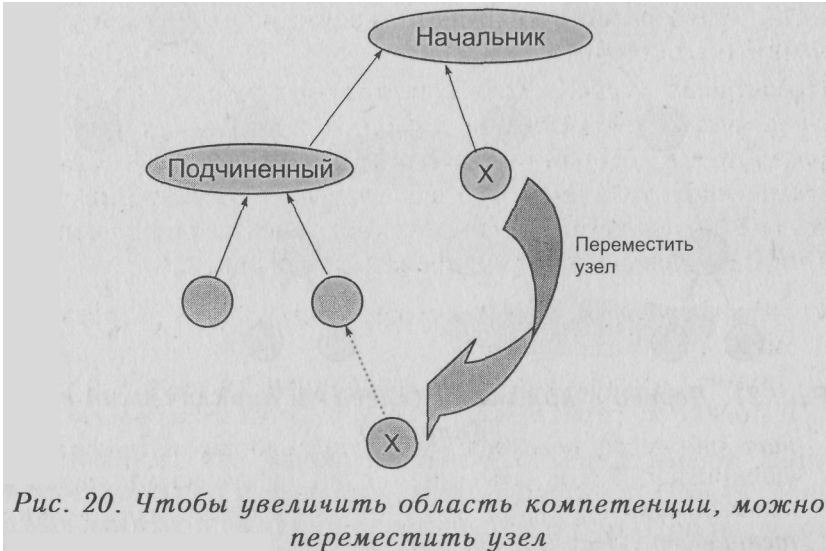 Начальник
Подчиненный
X
Переместить
узел
X
Рис. 20. Чтобы увеличить область компетенции, можно
переместить узел